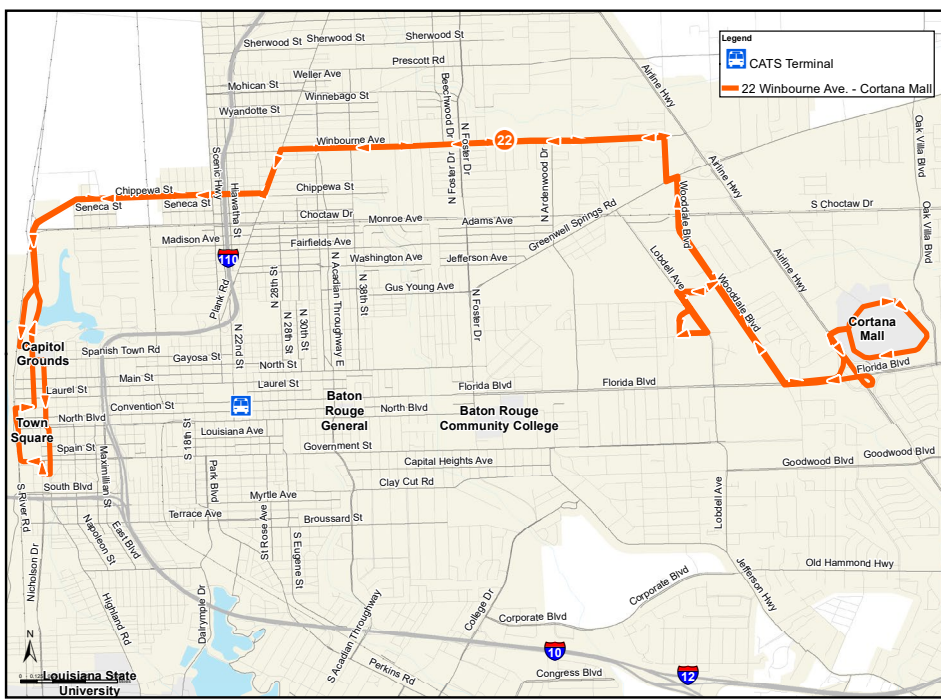 Legend
CATS Terminal
22 Winbourne Ave. - Cortana Mall
Sherwood St
Sherwood St
Sherwood St
Prescott Rd
Weller Ave
Mohican St
Winnebago St
Wyandotte St
Airline Hwy
Beechwood Dr
N Foster Dr
Winbourne Ave
22
Oak Villa Blvd
Scenic Hwy
Hiawatha St
Airline Hwy
Chippewa St
Chippewa St
N Foster Dr
N Ardenwood Dr
Wooddale Blvd
Seneca St
Seneca St
Choctaw Dr
Monroe Ave
Adams Ave
S Choctaw Dr
Greenwell Springs Rd
Oak Villa Blvd
Madison Ave
Fairfields Ave
Washington Ave
Jefferson Ave
110
Lobdell Ave
Airline Hwy
Plank Rd
N 26th St
N Acadian Throughway E
N 38th St
Gus Young Ave
Wooddale Blvd
N 22nd St
N 28th St
N 30th St
N Foster Dr
Cortana
Mall
Capitol
Grounds
Spanish Town Rd
Gayosa St
North St
Florida Blvd
Main St
Laurel St
Laurel St
Florida Blvd
Florida Blvd
Convention St
Baton
Rouge
General
North Blvd
Baton Rouge
Community College
Town
Square
North Blvd
Louisiana Ave
S 18th St
Government St
Spain St
Goodwood Blvd
Goodwood Blvd
Capital Heights Ave
Maximillian St
Park Blvd
Clay Cut Rd
South Blvd
Myrtle Ave
Lobdell Ave
S River Rd
Terrace Ave
Broussard St
East Blvd
St Rose Ave
S Eugene St
Napoleon St
Nicholson Dr
Highland Rd
Dalrymple Dr
S Acadian Throughway
College Dr
Corporate Blvd
Corporate Blvd
Jefferson Hwy
Old Hammond Hwy
N
10
Perkins Rd
Congress Blvd
12
Louisiana State
University